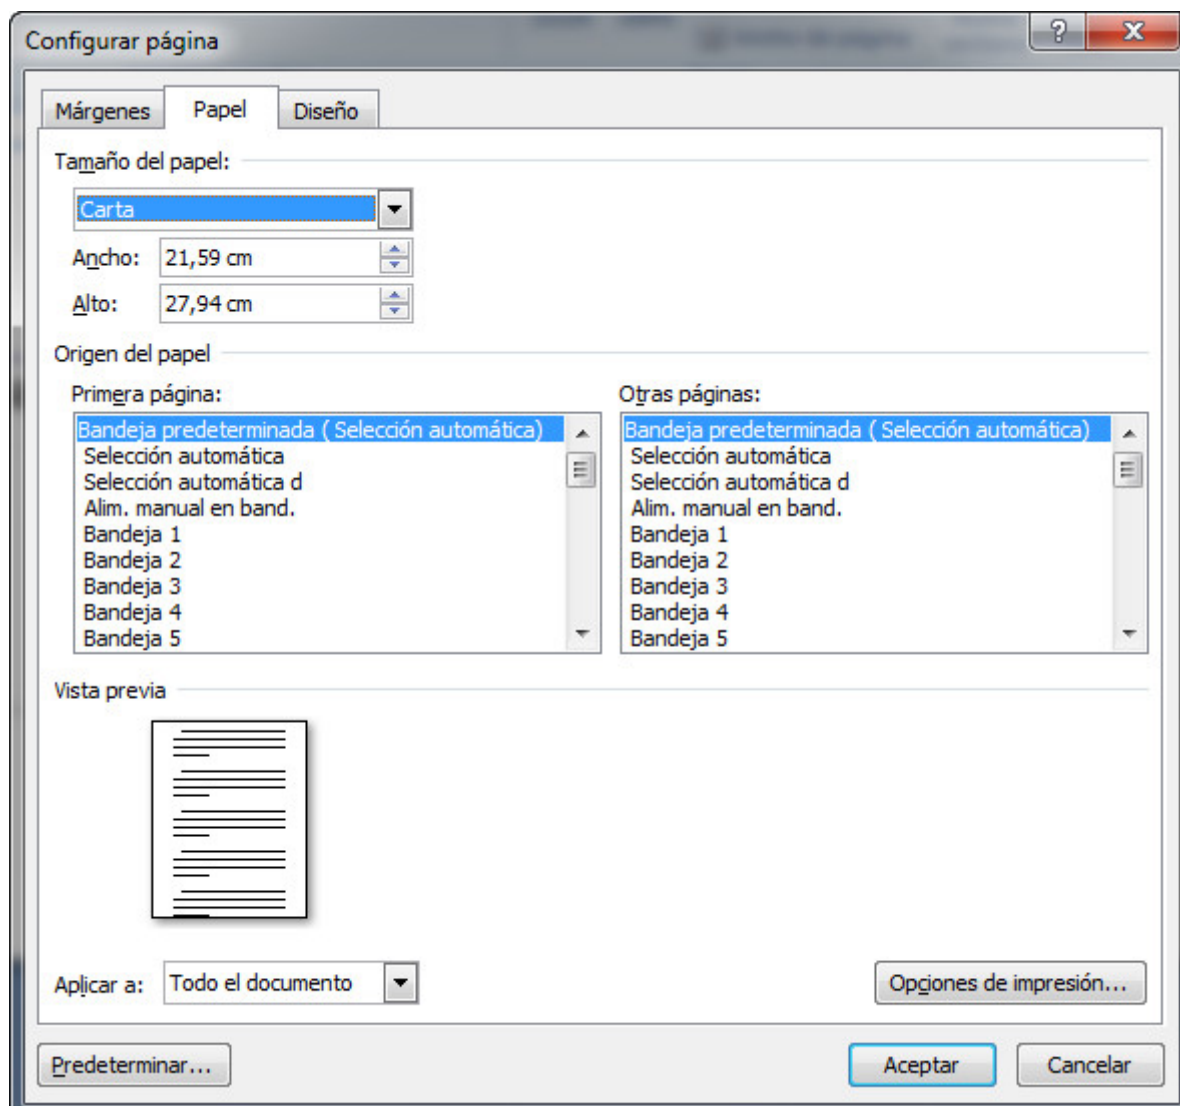 Configurar página
Márgenes Papel Diseño
Tamaño del papel:
Carta
Ancho: 21,59 cm
Alto: 27,94 cm
Origen del papel
Primera página:
Bandeja predeterminada ( Selección automática)
Selección automática
Selección automática d
Alim. manual en band.
Bandeja 1
Bandeja 2
Bandeja 3
Bandeja 4
Bandeja 5
Otras páginas:
Bandeja predeterminada ( Selección automática)
Selección automática
Selección automática d
Alim. manual en band.
Bandeja 1
Bandeja 2
Bandeja 3
Bandeja 4
Bandeja 5
Vista previa
Aplicar a: Todo el documento
Opciones de impresión...
Predeterminar...
Aceptar
Cancelar